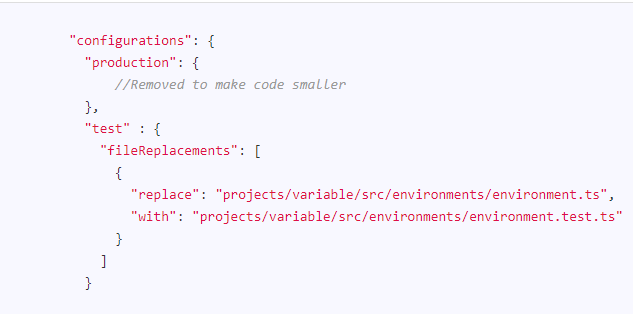 "configurations": {
"production": {
//Removed to make code smaller
},
"test" : {
"fileReplacements": [
{
"replace": "projects/variable/src/environments/environment.ts",
"with": "projects/variable/src/environments/environment.test.ts"
}
]
}